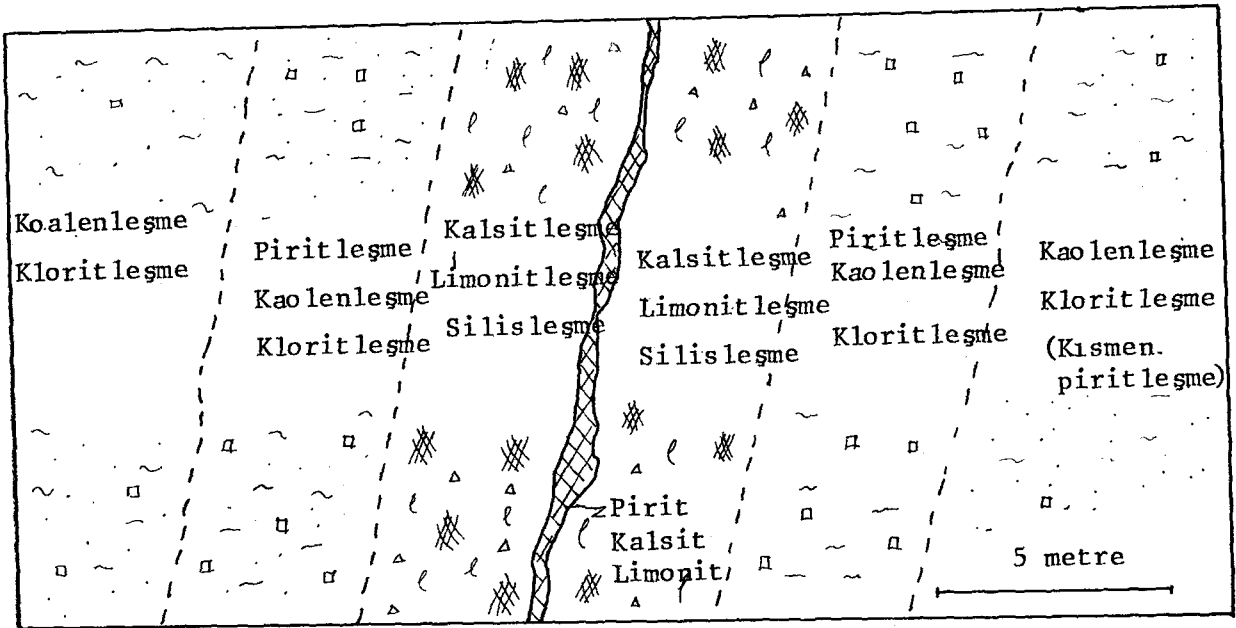 Koalenleşme
Kloritleşme
Piritleşme
Kaolenleşme
Kloritleşme
Kalsitleşme
Limonitleşme
Silisleşme
Kalsitleşme
Limonitleşme
Silisleşme
Piritleşme
Kaolenleşme
Kloritleşme
Kaolenleşme
Kloritleşme
(Kısmen.
piritleşme)
Pirit
Kalsit
Limonit
5 metre